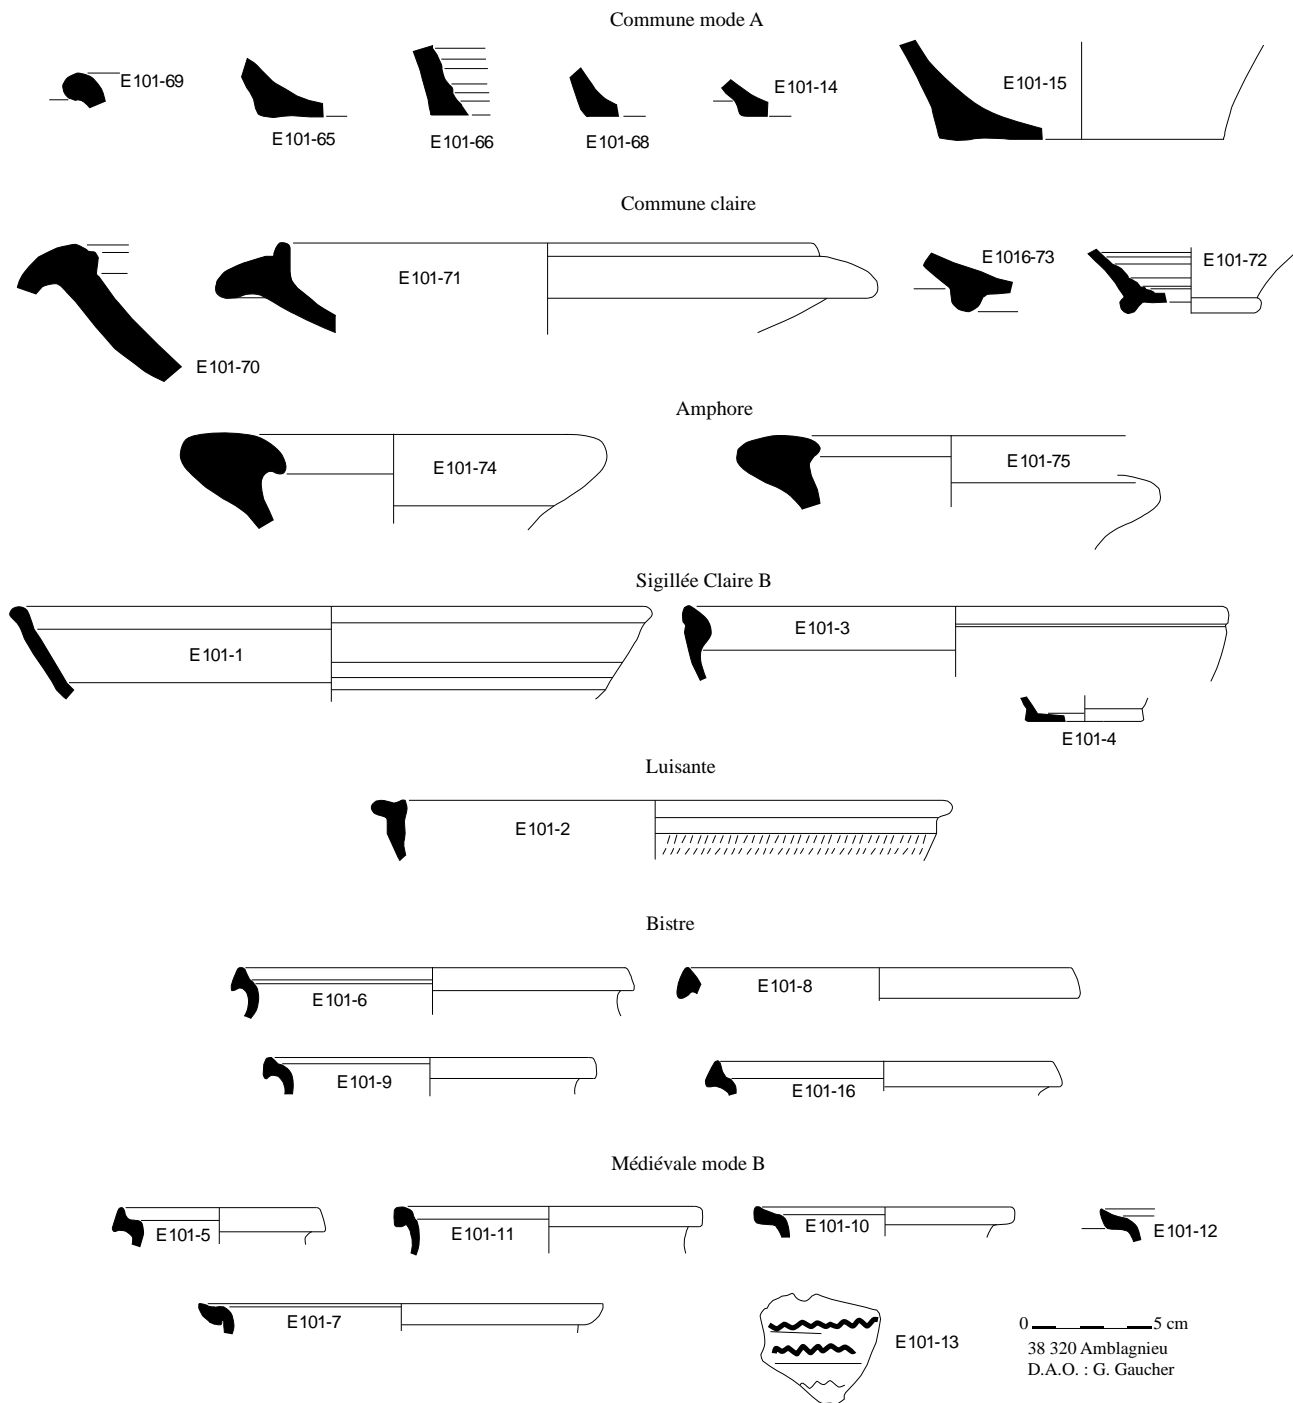 Commune mode A
E101-69
E101-65
E101-66
E101-68
E101-14
E101-15
Commune claire
E101-70
E101-71
E1016-73
E101-72
Amphore
E101-74
E101-75
Sigillée Claire B
E101-1
E101-3
E101-4
Luisante
E101-2
Bistre
E101-6
E101-8
E101-9
E101-16
Médiévale mode B
E101-5
E101-11
E101-10
E101-12
E101-7
E101-13
0 5 cm
38 320 Amblagnieu
D.A.O. : G. Gaucher